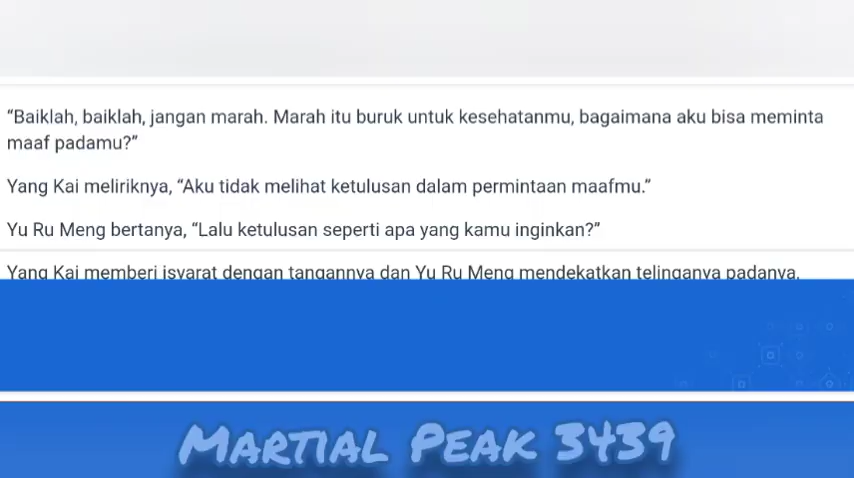 “Baiklah, baiklah, jangan marah. Marah itu buruk untuk kesehatanmu, bagaimana aku bisa meminta
maaf padamu?”
Yang Kai meliriknya, “Aku tidak melihat ketulusan dalam permintaan maafmu.”
Yu Ru Meng bertanya, “Lalu ketulusan seperti apa yang kamu inginkan?”
Yang Kai memberi isyarat dengan tangannya dan Yu Ru Meng mendekatkan telinganya padanya.
Martial Peak 3439